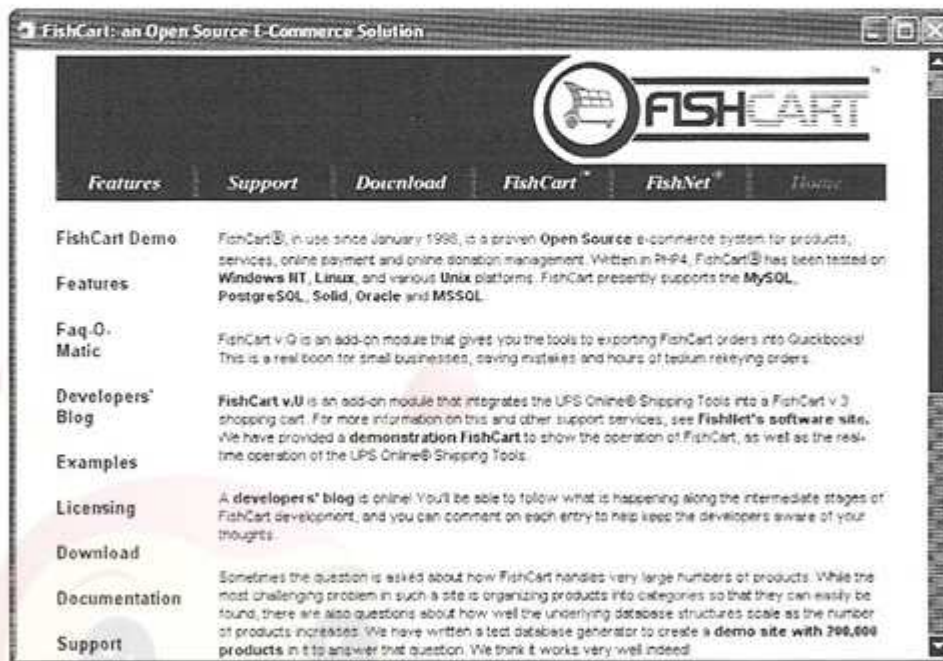 FishCart: an Open Source E-Commerce Solution
FISHCART™
Features Support Download FishCart™ FishNet® Home
FishCart Demo
Features
Faq-O-
Matic
Developers'
Blog
Examples
Licensing
Download
Documentation
Support
FishCart®, in use since January 1998, is a proven Open Source e-commerce system for products,
services, online payment and online donation management. Written in PHP4, FishCart® has been tested on
Windows NT, Linux, and various Unix platforms. FishCart presently supports the MySQL,
PostgreSQL, Solid, Oracle and MSSQL.
FishCart v.Q is an add-on module that gives you the tools to exporting FishCart orders into Quickbooks!
This is a real boon for small businesses, saving mistakes and hours of tedium rekeying orders.
FishCart v.U is an add-on module that integrates the UPS Online® Shipping Tools into a FishCart v 3
shopping cart. For more information on this and other support services, see FishNet's software site.
We have provided a demonstration FishCart to show the operation of FishCart, as well as the real-
time operation of the UPS Online® Shipping Tools.
A developers' blog is online! You'll be able to follow what is happening along the intermediate stages of
FishCart development, and you can comment on each entry to help keep the developers aware of your
thoughts.
Sometimes the question is asked about how FishCart handles very large numbers of products. While the
most challenging problem in such a site is organizing products into categories so that they can easily be
found, there are also questions about how well the underlying database structures scale as the number
of products increases. We have written a test database generator to create a demo site with 700,000
products in it to answer that question. We think it works very well indeed!